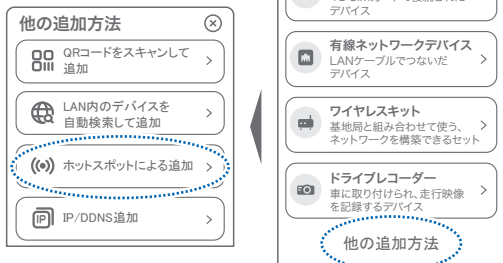 他の追加方法
QRコードをスキャンして
追加
LAN内のデバイスを
自動検索して追加
ホットスポットによる追加
IP/DDNS追加
デバイス
有線ネットワークデバイス
LANケーブルでつないだ
デバイス
ワイヤレスキット
基地局と組み合わせて使う、
ネットワークを構築できるセット
ドライブレコーダー
車に取り付けられ、走行映像
を記録するデバイス
他の追加方法